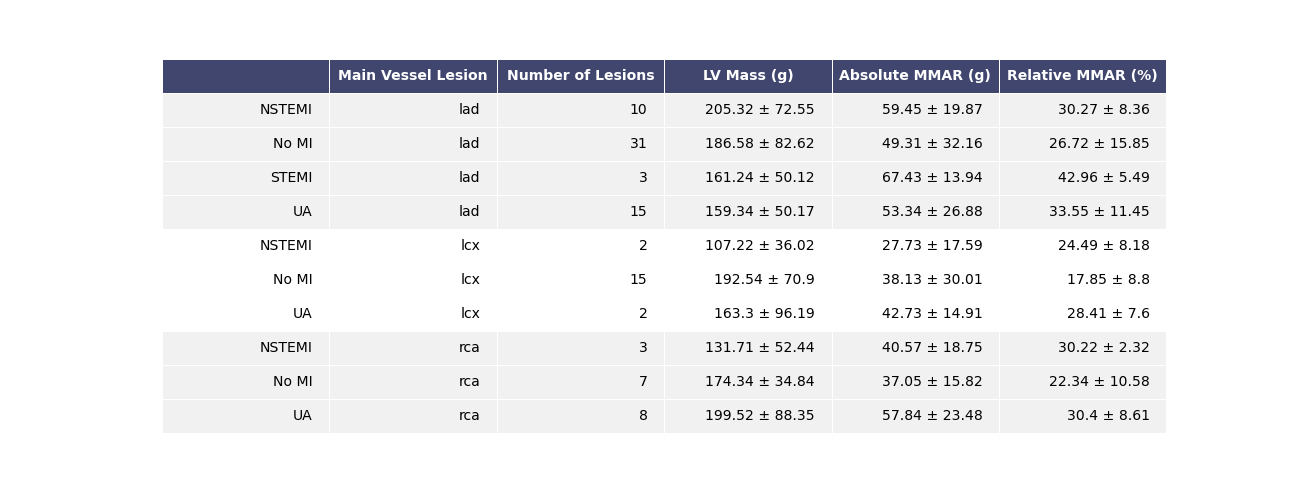 Main Vessel Lesion Number of Lesions LV Mass (g) Absolute MMAR (g) Relative MMAR (%)
NSTEMI lad 10 205.32 ± 72.55 59.45 ± 19.87 30.27 ± 8.36
No MI lad 31 186.58 ± 82.62 49.31 ± 32.16 26.72 ± 15.85
STEMI lad 3 161.24 ± 50.12 67.43 ± 13.94 42.96 ± 5.49
UA lad 15 159.34 ± 50.17 53.34 ± 26.88 33.55 ± 11.45
NSTEMI lcx 2 107.22 ± 36.02 27.73 ± 17.59 24.49 ± 8.18
No MI lcx 15 192.54 ± 70.9 38.13 ± 30.01 17.85 ± 8.8
UA lcx 2 163.3 ± 96.19 42.73 ± 14.91 28.41 ± 7.6
NSTEMI rca 3 131.71 ± 52.44 40.57 ± 18.75 30.22 ± 2.32
No MI rca 7 174.34 ± 34.84 37.05 ± 15.82 22.34 ± 10.58
UA rca 8 199.52 ± 88.35 57.84 ± 23.48 30.4 ± 8.61